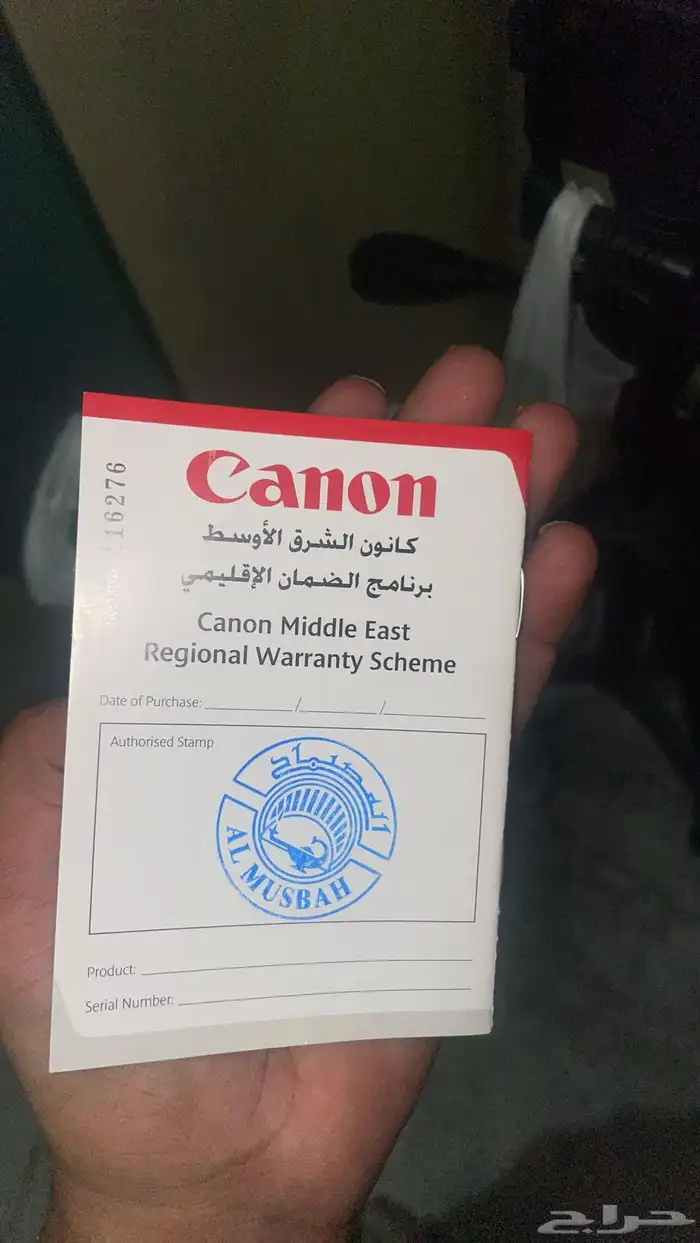 Canon
كانون الشرق الأوسط
برنامج الضمان الإقليمي
Canon Middle East
Regional Warranty Scheme
Date of Purchase: / /
Authorised Stamp
المصباح
AL MUSBAH
Product:
Serial Number:
16276
حراج